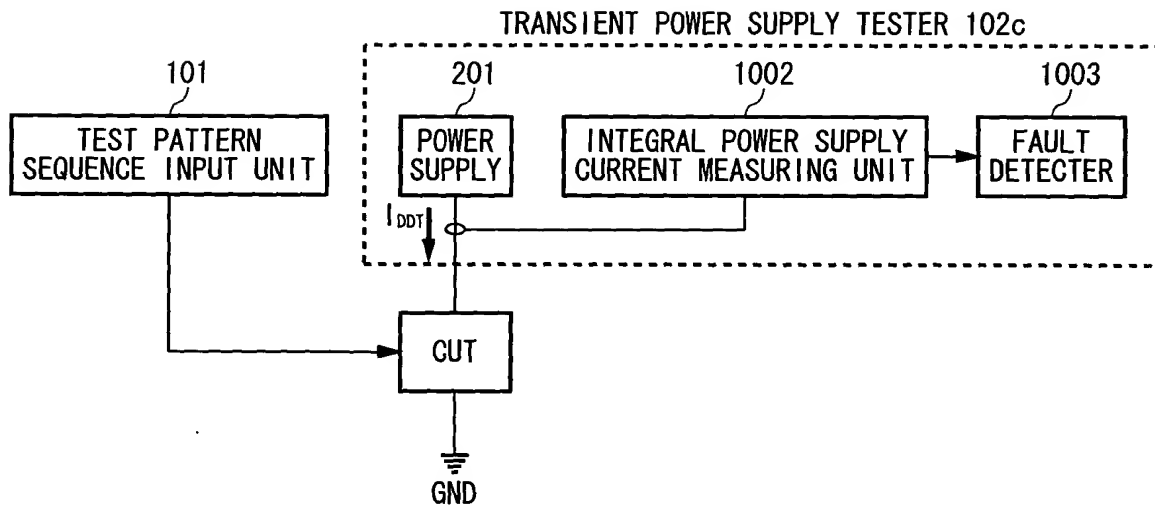 TRANSIENT POWER SUPPLY TESTER 102c
101
201
1002
1003
TEST PATTERN
SEQUENCE INPUT UNIT
POWER
SUPPLY
INTEGRAL POWER SUPPLY
CURRENT MEASURING UNIT
FAULT
DETECTER
IDDT
CUT
GND